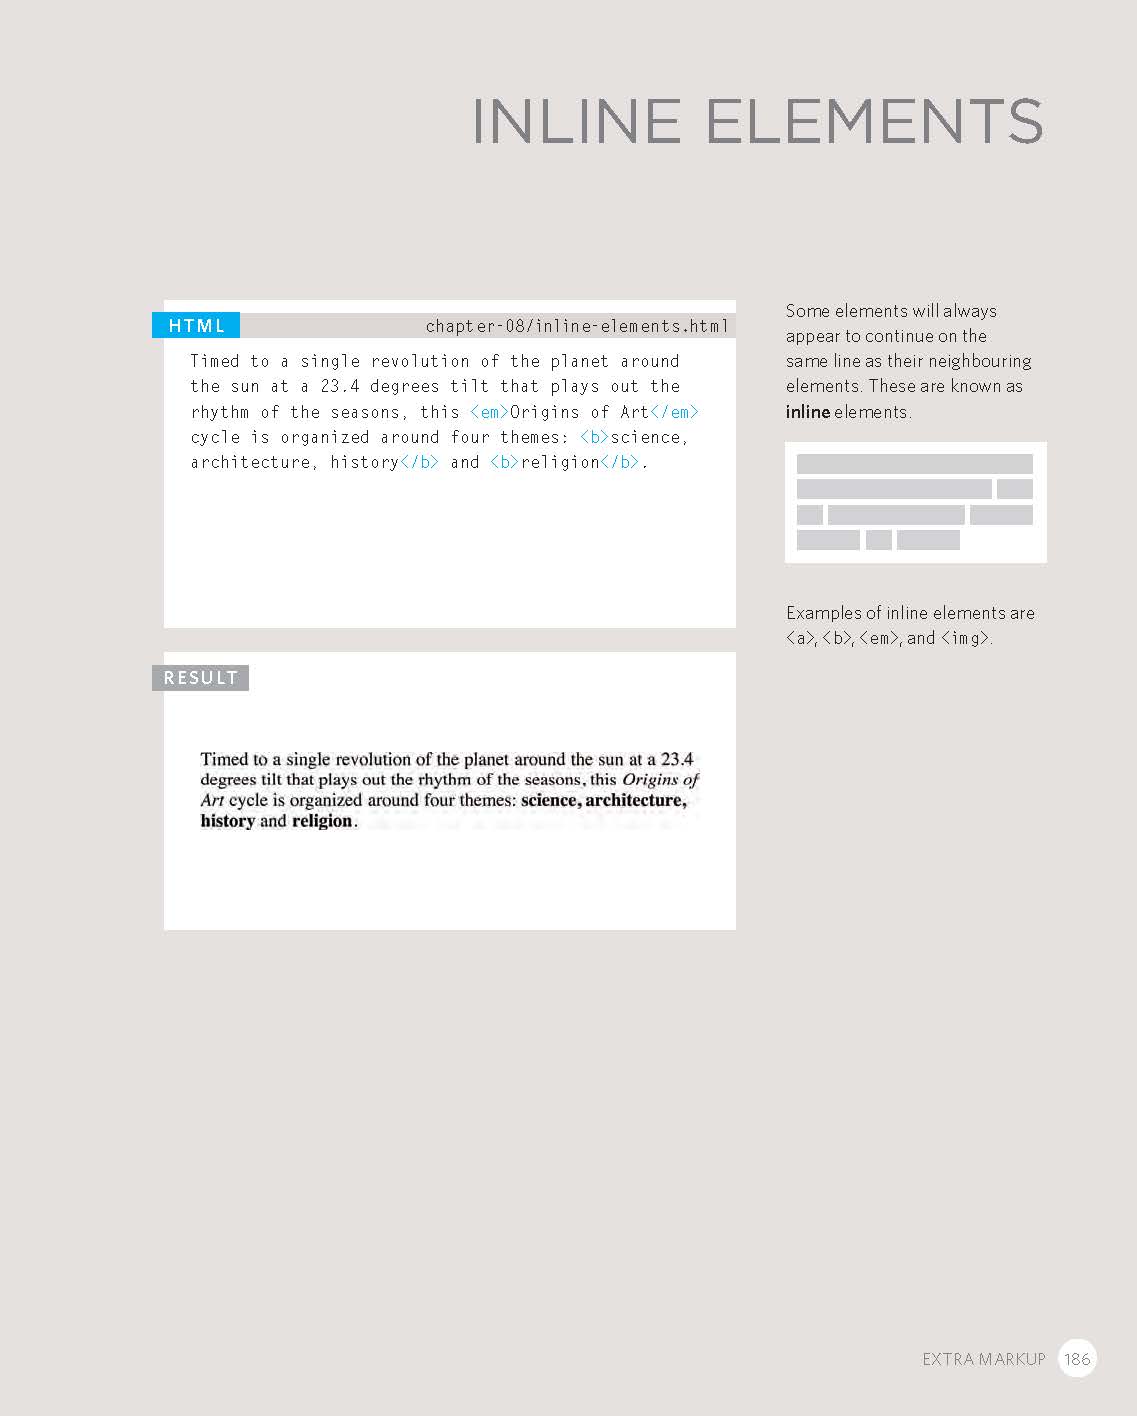 INLINE ELEMENTS
HTML
chapter-08/inline-elements.html
Timed to a single revolution of the planet around
the sun at a 23.4 degrees tilt that plays out the
rhythm of the seasons, this <em>Origins of Art</em>
cycle is organized around four themes: <b>science,
architecture, history</b> and <b>religion</b>.
RESULT
Timed to a single revolution of the planet around the sun at a 23.4
degrees tilt that plays out the rhythm of the seasons, this Origins of
Art cycle is organized around four themes: science, architecture,
history and religion.
Some elements will always
appear to continue on the
same line as their neighbouring
elements. These are known as
inline elements.
Examples of inline elements are
<a>, <b>, <em>, and <img>.
EXTRA MARKUP 186